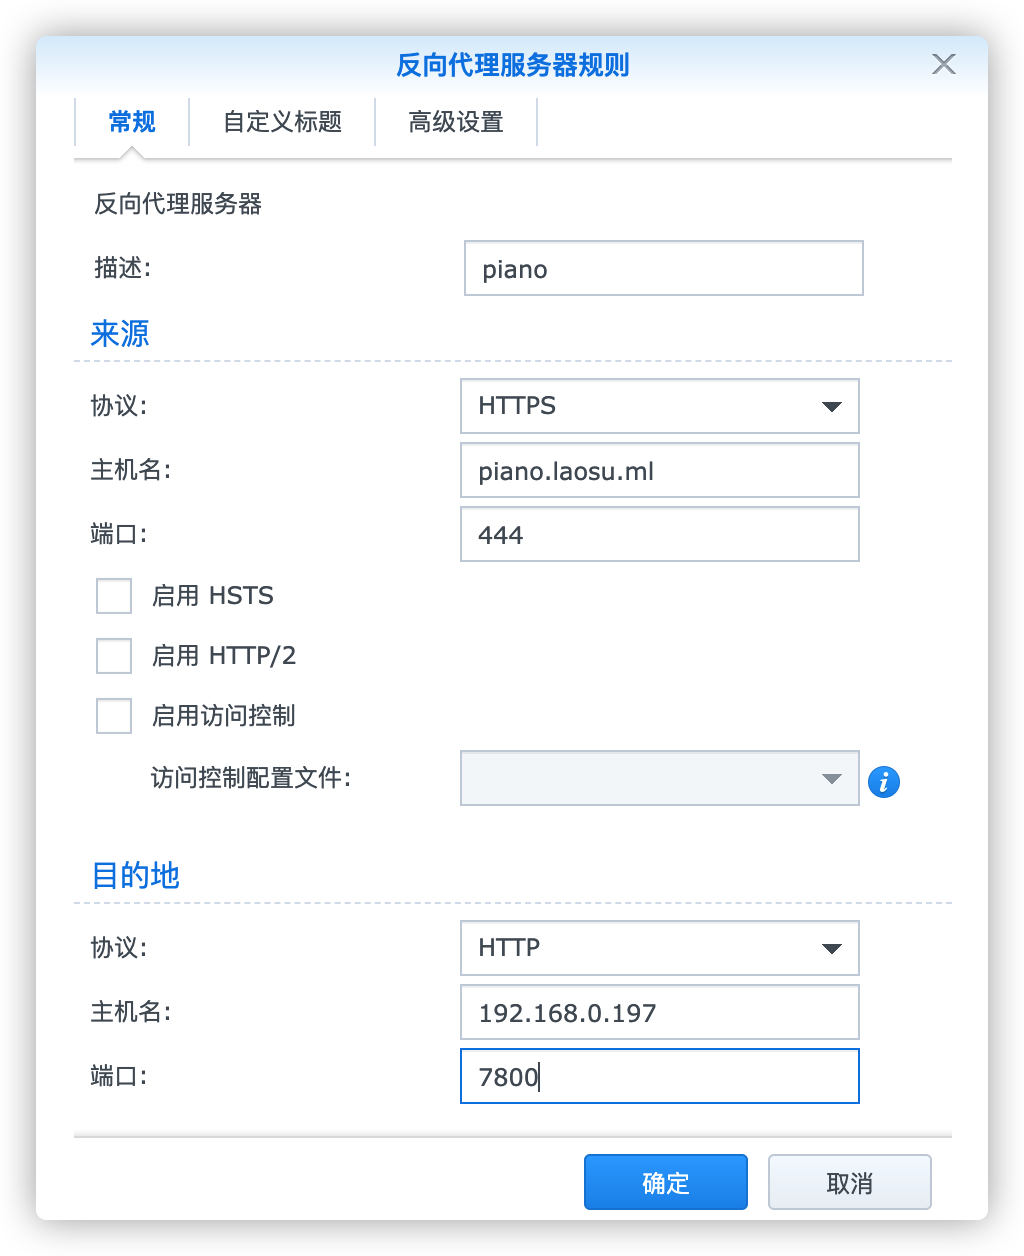 反向代理服务器规则
常规 自定义标题 高级设置
反向代理服务器
描述: piano
来源
协议: HTTPS
主机名: piano.laosu.ml
端口: 444
启用 HSTS
启用 HTTP/2
启用访问控制
访问控制配置文件:
目的地
协议: HTTP
主机名: 192.168.0.197
端口: 7800
确定 取消